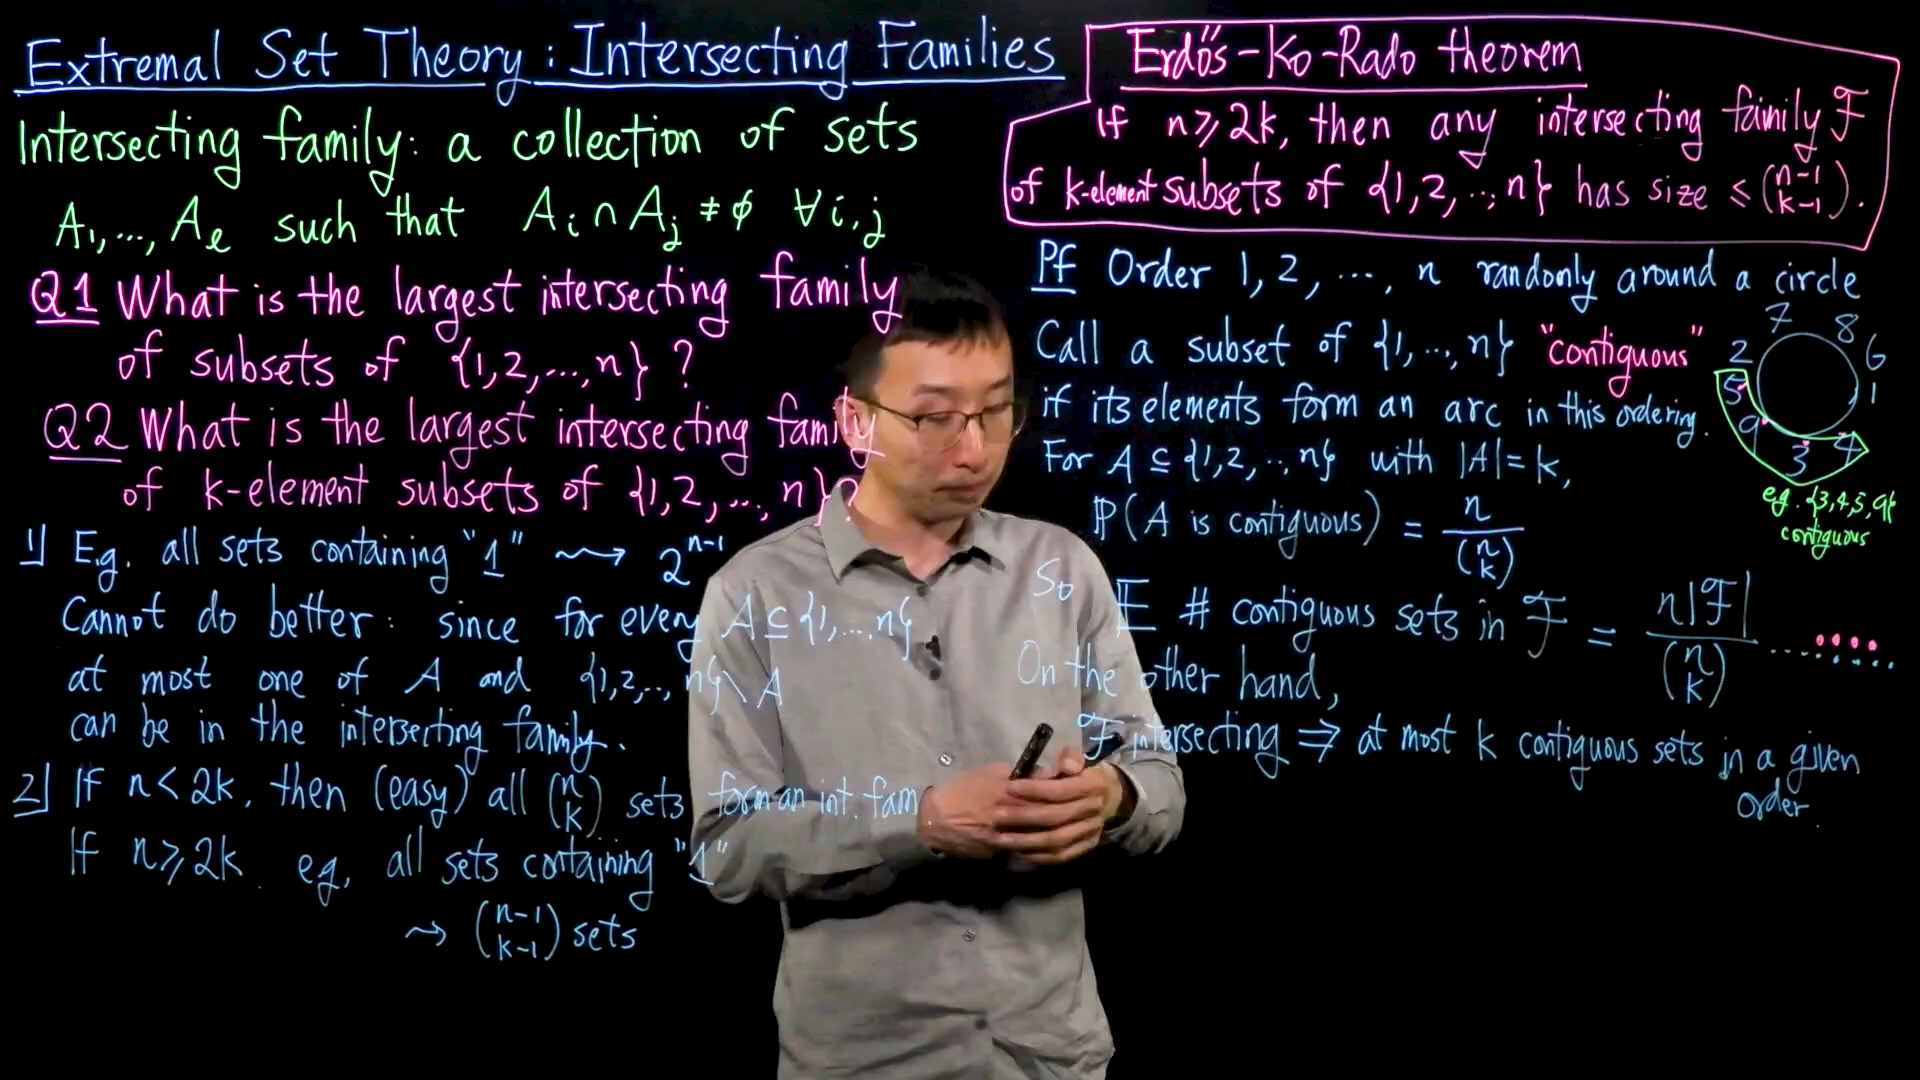 Extremal Set Theory: Intersecting Families
Intersecting family: a collection of sets
A₁, ..., Aₗ such that Aᵢ ∩ Aⱼ ≠ ∅ ∀ i, j
Q1 What is the largest intersecting family
of subsets of {1, 2, ..., n} ?
Q2 What is the largest intersecting family
of k-element subsets of {1, 2, ..., n} ?
1) E.g. all sets containing "1" ⟿ 2ⁿ⁻¹
Cannot do better: since for every A ⊆ {1, ..., n}
at most one of A and {1, 2, .., n} \ A
can be in the intersecting family.
2) If n < 2k, then (easy) all (n k) sets form an int. fam.
If n ⩾ 2k. eg. all sets containing "1"
⟿ (n-1 k-1) sets
Erdős-Ko-Rado theorem
If n ⩾ 2k, then any intersecting family ℱ
of k-element subsets of {1, 2, .., n} has size ⩽ (n-1 k-1).
Pf Order 1, 2, ..., n randomly around a circle
Call a subset of {1, .., n} "contiguous"
if its elements form an arc in this ordering.
For A ⊆ {1, 2, .., n} with |A| = k,
ℙ(A is contiguous) = n / (n k)
7 8 6 1 4 3 9 5 2
e.g. {3, 4, 5, 9}
contiguous
So 𝔼 # contiguous sets in ℱ = n|ℱ| / (n k)
On the other hand,
ℱ intersecting ⇒ at most k contiguous sets in a given
order.